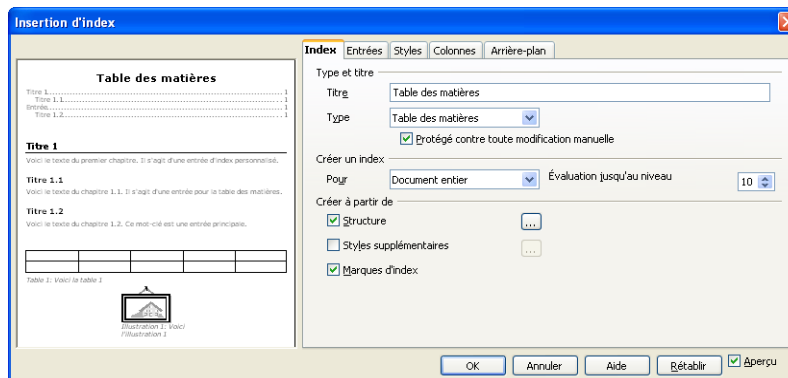 Insertion d'index
Table des matières
Titre 1 1
Titre 1.1 1
Entrée 1
Titre 1.2 1
Titre 1
Voici le texte du premier chapitre. Il s'agit d'une entrée d'index personnalisé.
Titre 1.1
Voici le texte du chapitre 1.1. Il s'agit d'une entrée pour la table des matières.
Titre 1.2
Voici le texte du chapitre 1.2. Ce mot-clé est une entrée principale.
Table 1: Voici la table 1
Illustration 1: Voici
l'illustration 1
Index Entrées Styles Colonnes Arrière-plan
Type et titre
Titre Table des matières
Type Table des matières
Protégé contre toute modification manuelle
Créer un index
Pour Document entier Évaluation jusqu'au niveau 10
Créer à partir de
Structure ...
Styles supplémentaires ...
Marques d'index
OK Annuler Aide Rétablir Aperçu